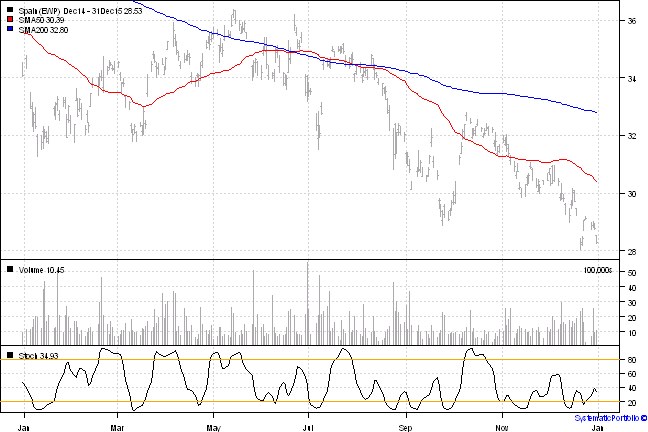 Spain (EWP) Dec14 - 31Dec15 28.53
SMA50 30.39
SMA200 32.80
36
34
32
30
28
Volume 10.45
100,000s
50
40
30
20
10
Stoch 34.93
80
60
40
20
Jan Mar May Jul Sep Nov Jan
SystematicPortfolio ©